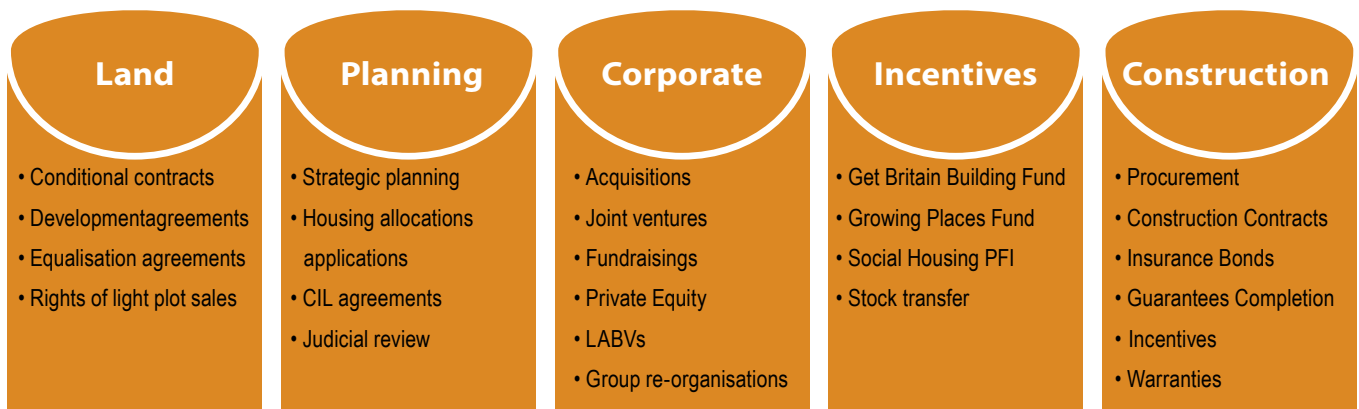 Land
• Conditional contracts
• Developmentagreements
• Equalisation agreements
• Rights of light plot sales
Planning
• Strategic planning
• Housing allocations
applications
• CIL agreements
• Judicial review
Corporate
• Acquisitions
• Joint ventures
• Fundraisings
• Private Equity
• LABVs
• Group re-organisations
Incentives
• Get Britain Building Fund
• Growing Places Fund
• Social Housing PFI
• Stock transfer
Construction
• Procurement
• Construction Contracts
• Insurance Bonds
• Guarantees Completion
• Incentives
• Warranties